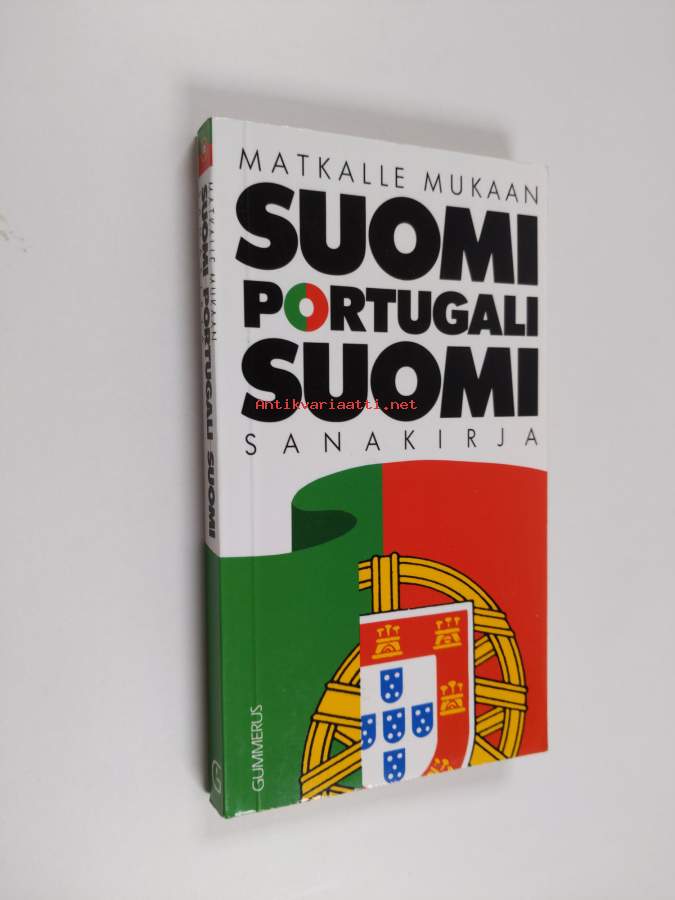 MATKALLE MUKAAN
SUOMI
PORTUGALI
SUOMI
Antikvariaatti.net
SANAKIRJA
GUMMERUS
MATKALLE MUKAAN
SUOMI PORTUGALI SUOMI
G